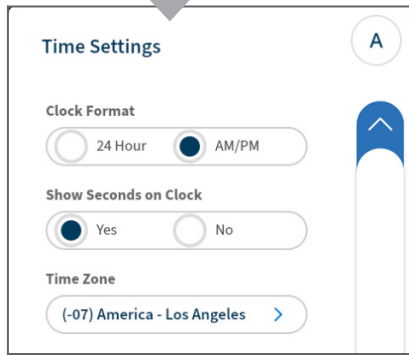 Time Settings
A
Clock Format
24 Hour AM/PM
Show Seconds on Clock
Yes No
Time Zone
(-07) America - Los Angeles